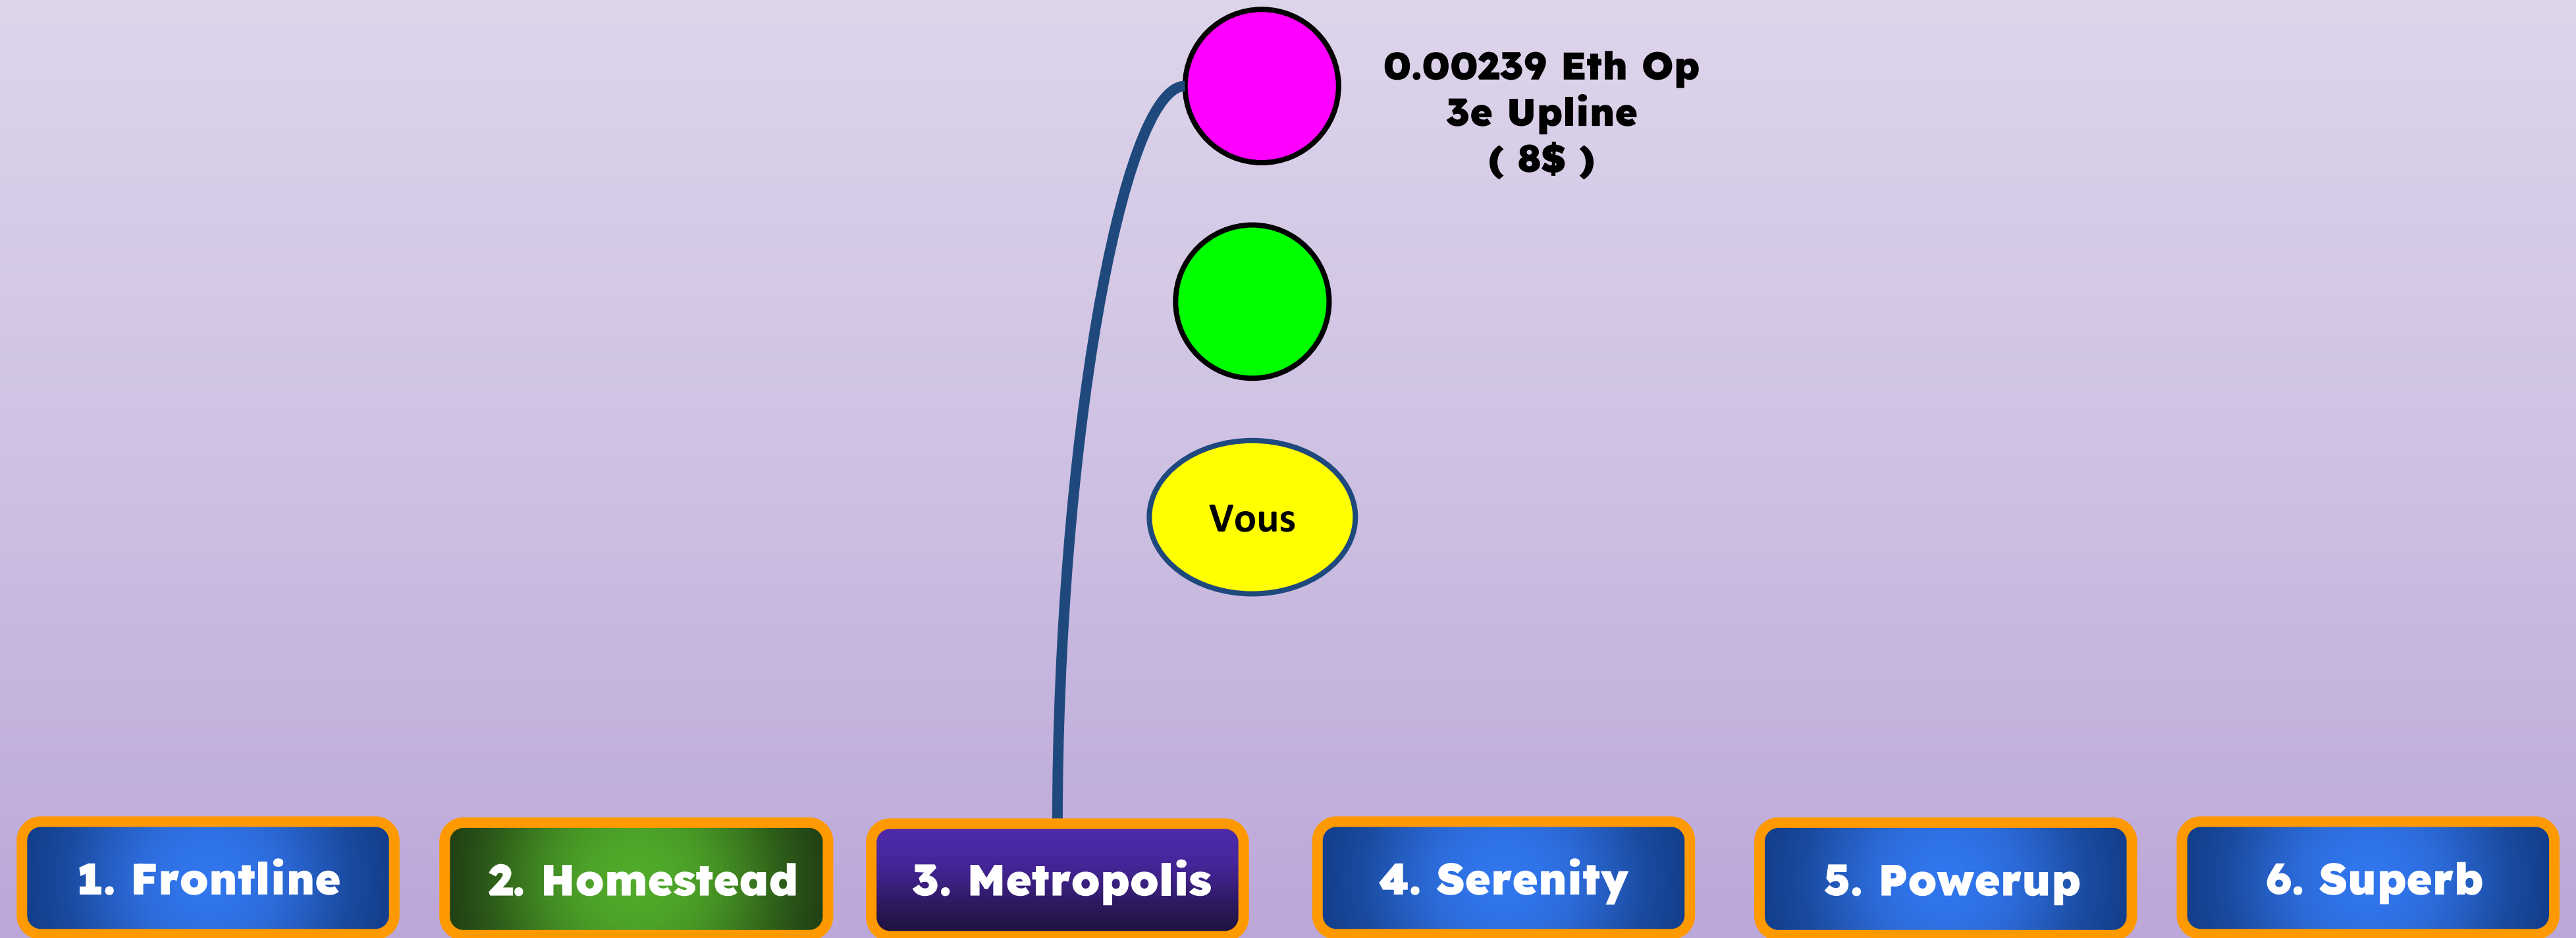 0.00239 Eth Op
3e Upline
( 8$ )
Vous
1. Frontline
2. Homestead
3. Metropolis
4. Serenity
5. Powerup
6. Superb